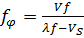 f_φ = Vf / (λf − V_S)